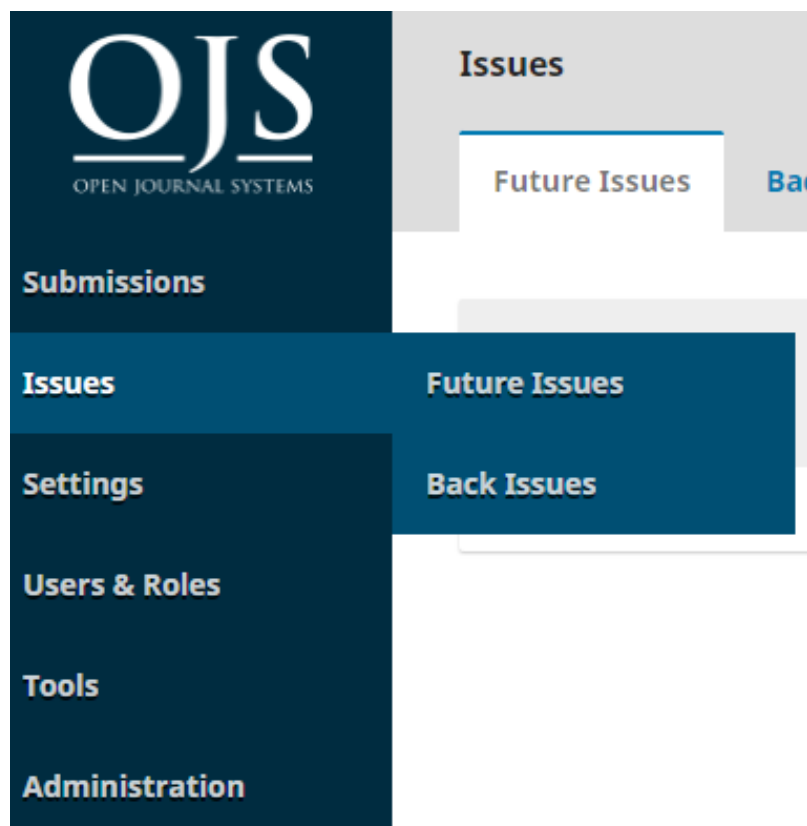 OJS
OPEN JOURNAL SYSTEMS
Submissions
Issues
Settings
Users & Roles
Tools
Administration
Future Issues
Back Issues
Issues
Future Issues